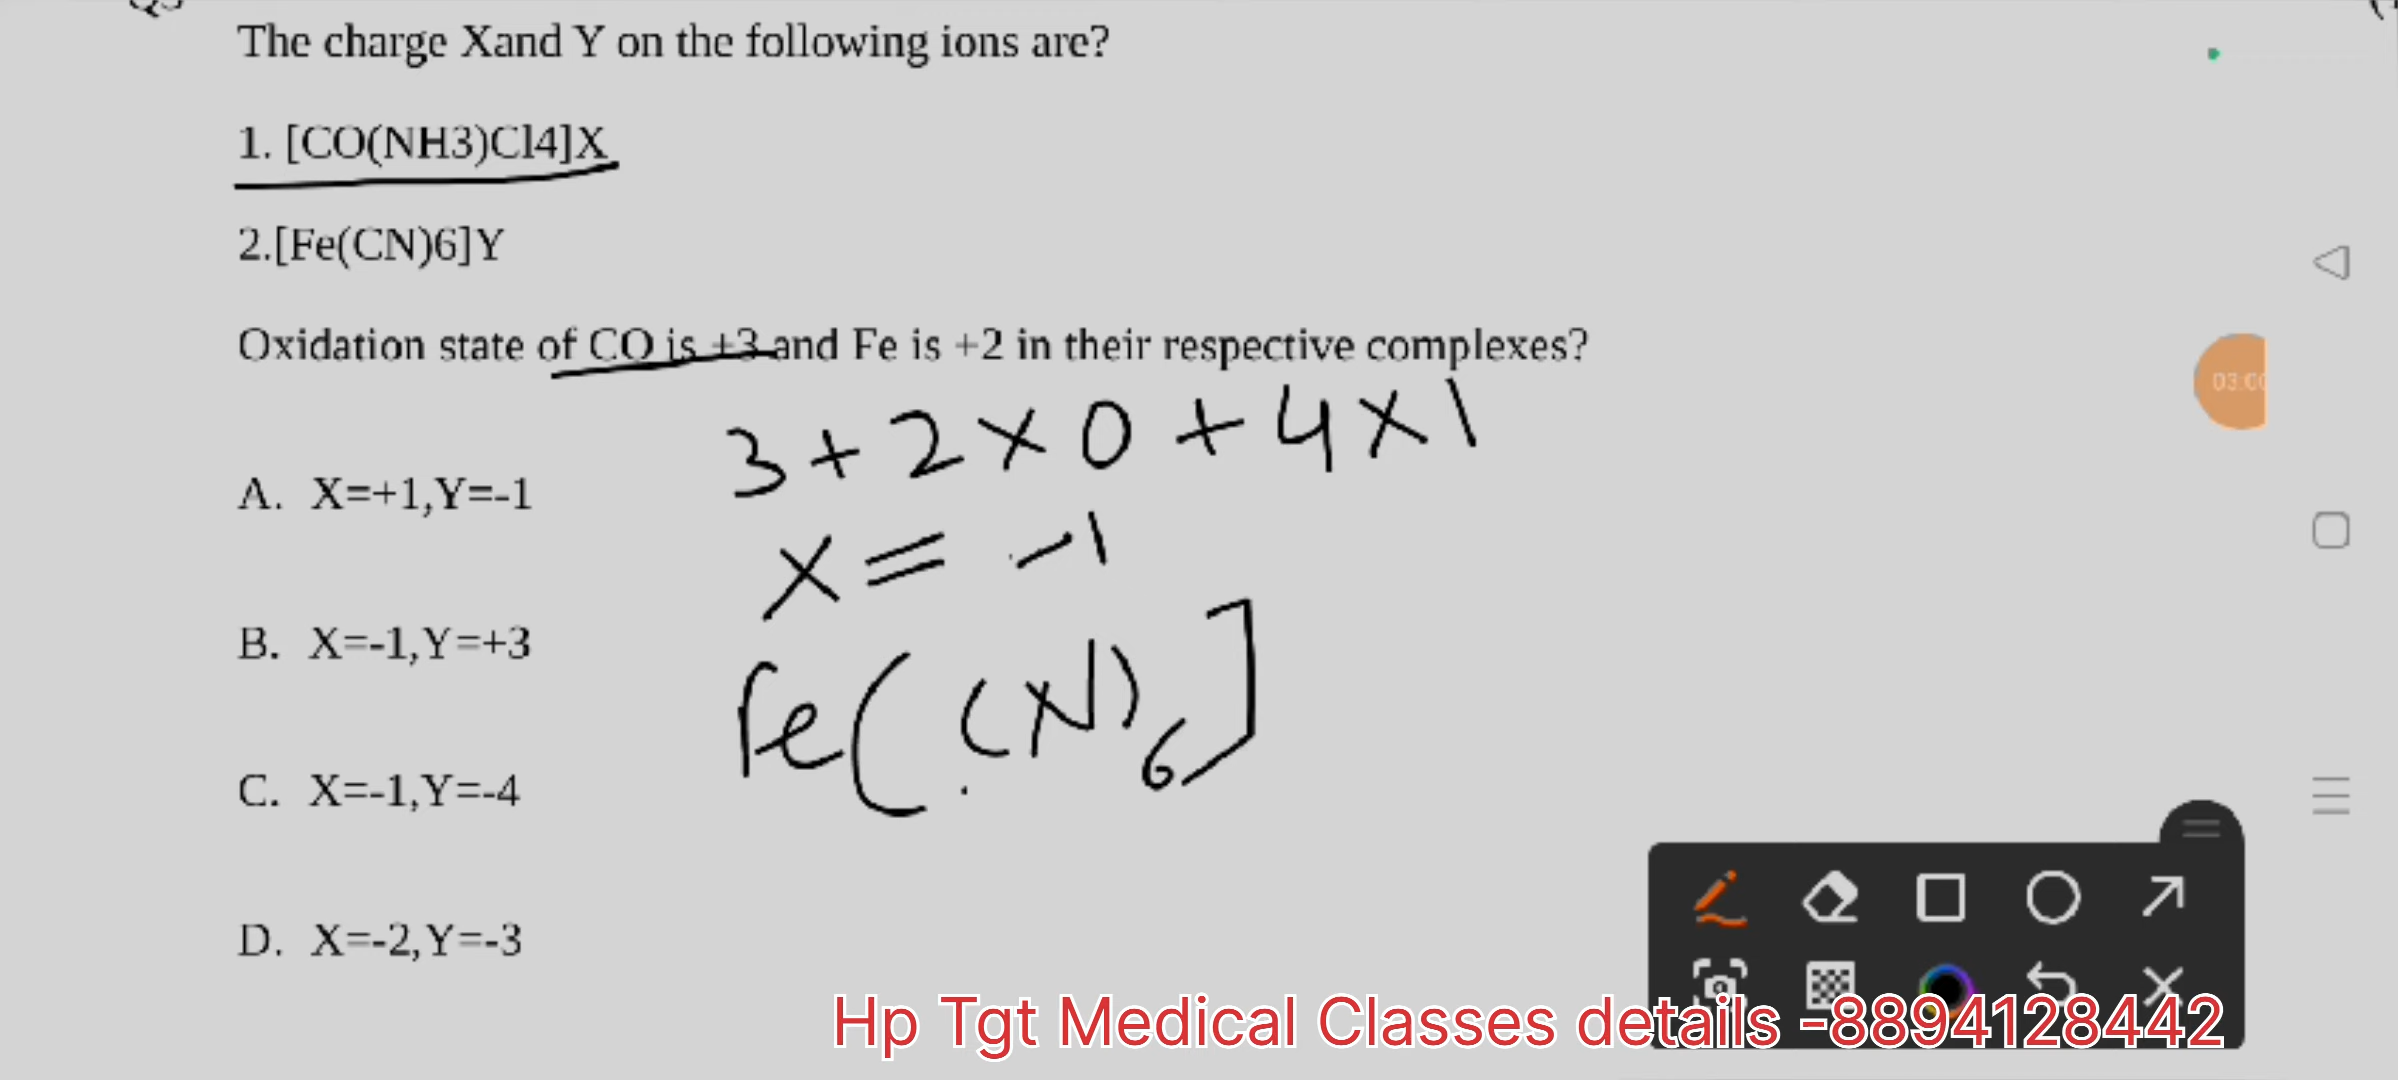 The charge Xand Y on the following ions are?
1. [CO(NH3)Cl4]X
2.[Fe(CN)6]Y
Oxidation state of CO is +3 and Fe is +2 in their respective complexes?
3+2×0+4×1
A. X=+1,Y=-1
x=-1
B. X=-1,Y=+3
Fe((N)6]
C. X=-1,Y=-4
D. X=-2,Y=-3
Hp Tgt Medical Classes details -8894128442